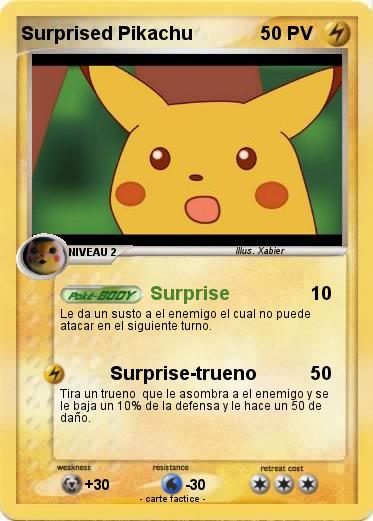 Surprised Pikachu 50 PV
NIVEAU 2
Illus. Xabier
Poké-BODY Surprise 10
Le da un susto a el enemigo el cual no puede
atacar en el siguiente turno.
Surprise-trueno 50
Tira un trueno que le asombra a el enemigo y se
le baja un 10% de la defensa y le hace un 50 de
daño.
weakness resistance retreat cost
+30 -30
- carte factice -